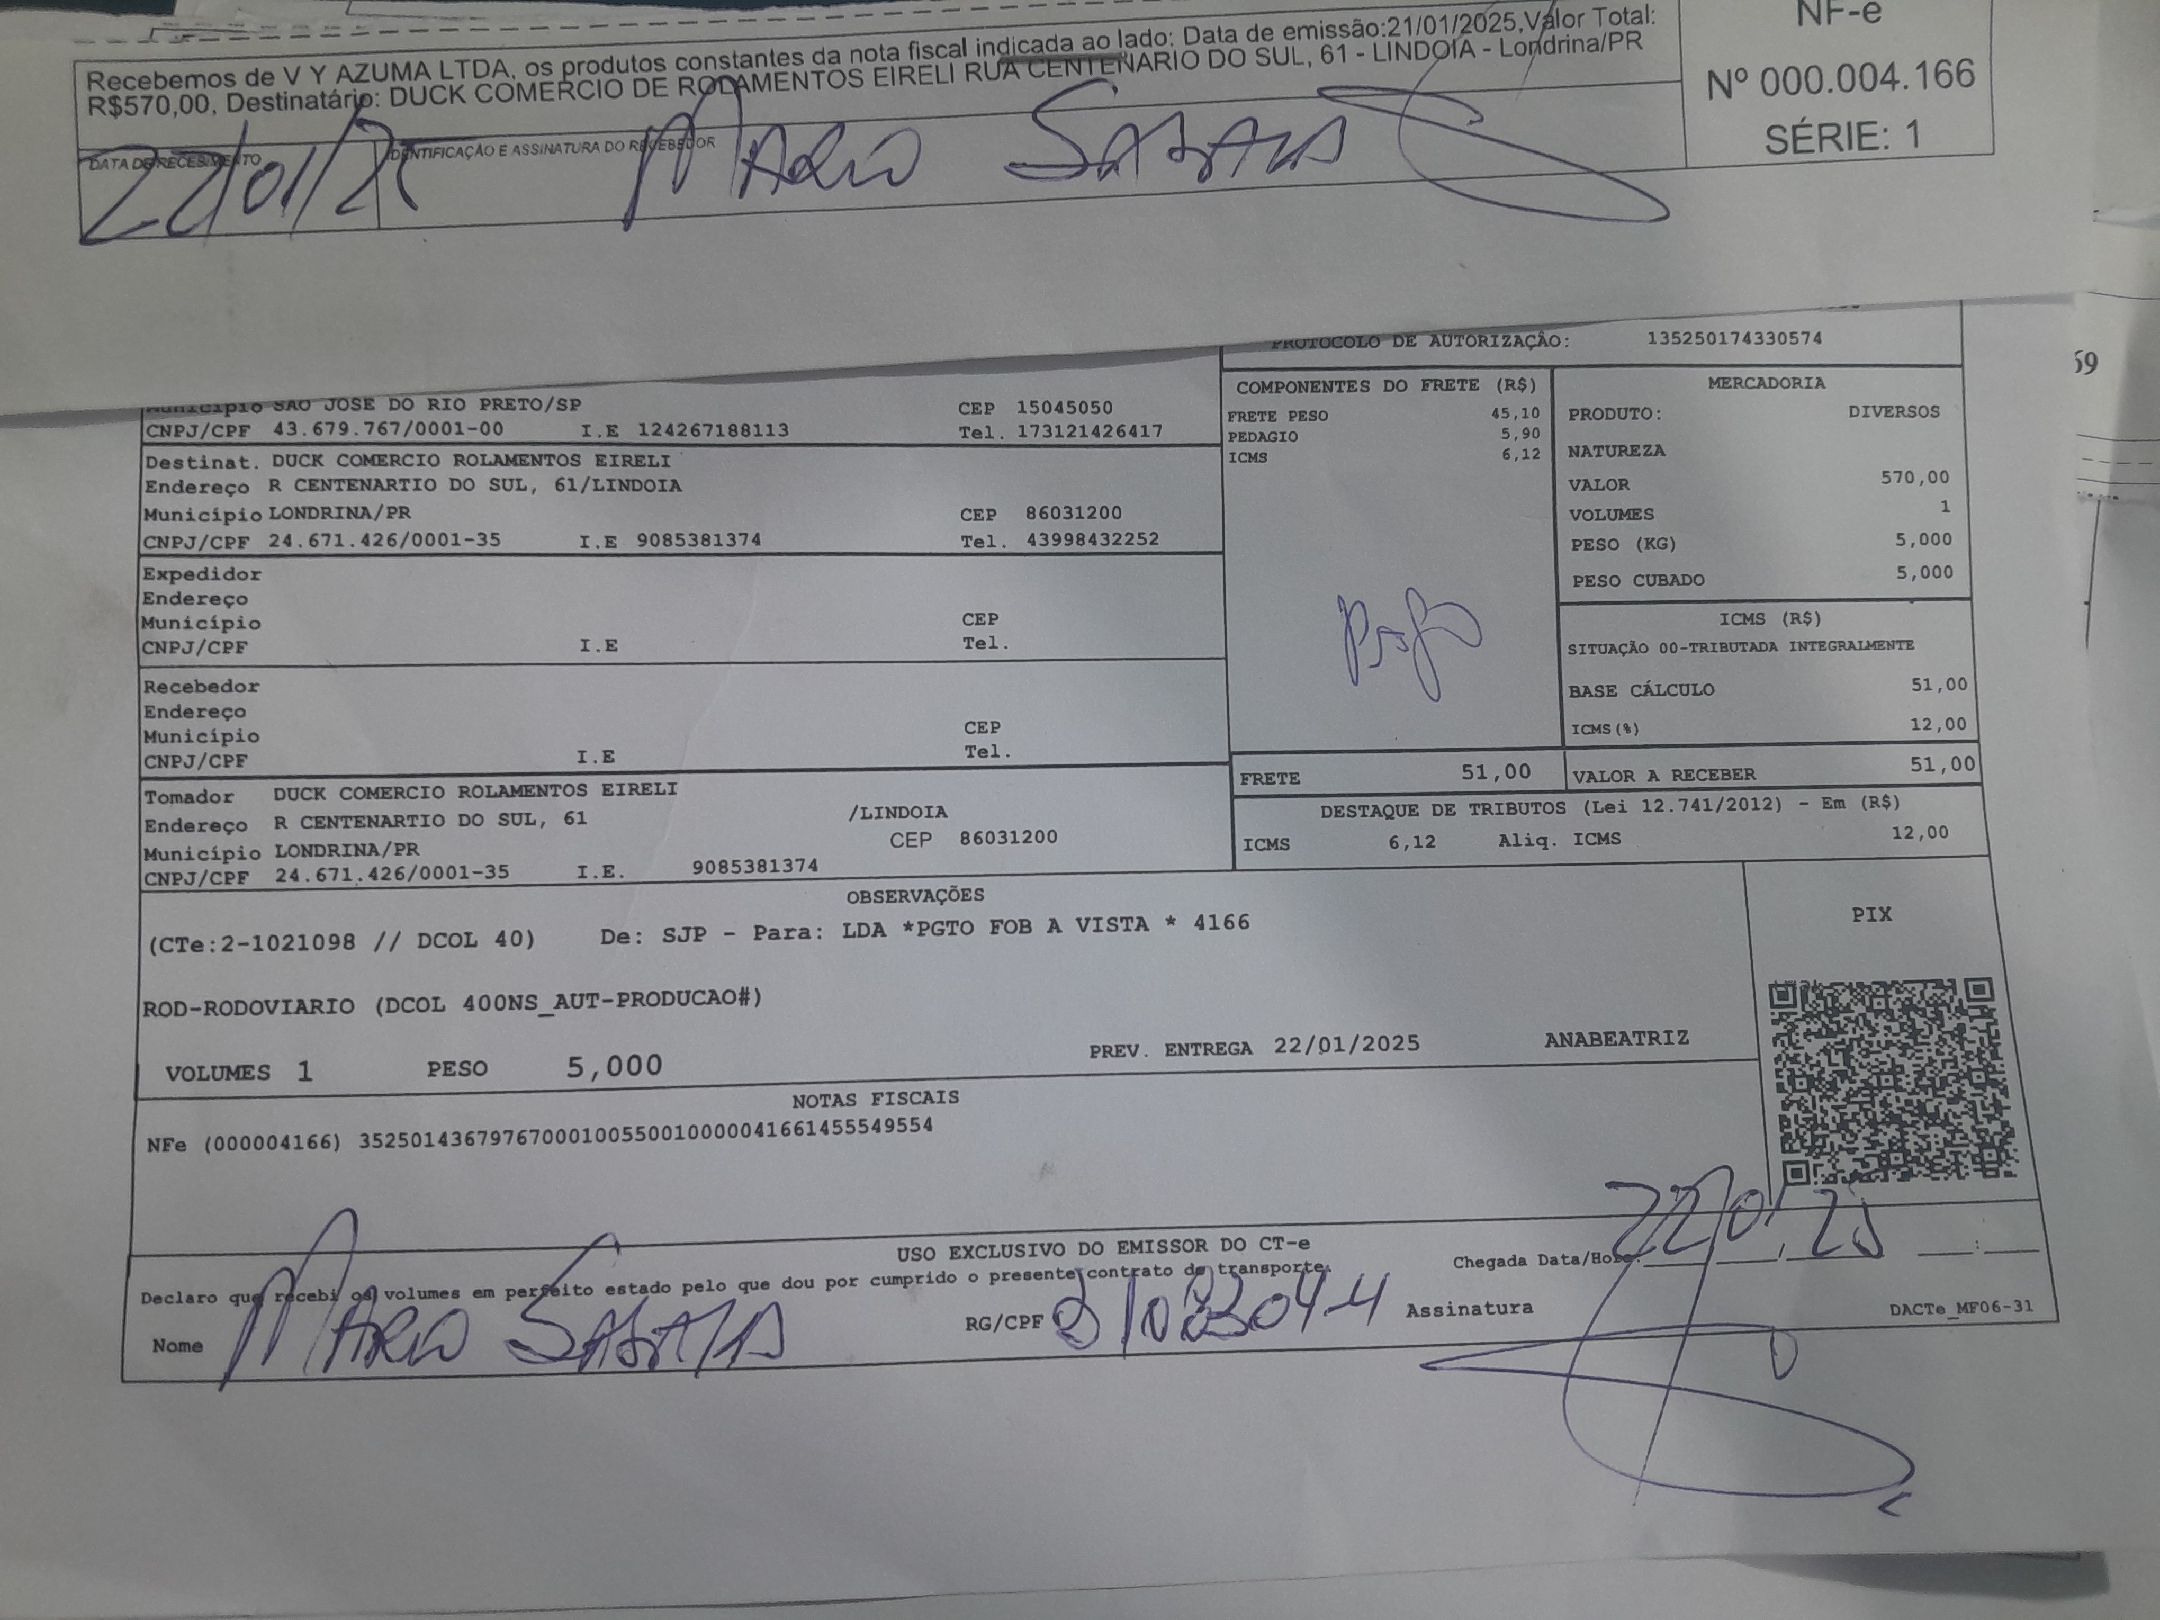 Recebemos de V Y AZUMA LTDA, os produtos constantes da nota fiscal indicada ao lado: Data de emissão:21/01/2025,Valor Total:
R$570,00, Destinatário: DUCK COMERCIO DE ROLAMENTOS EIRELI RUA CENTENARIO DO SUL, 61 - LINDOIA - Londrina/PR
NF-e
Nº 000.004.166
SÉRIE: 1
DATA DE RECEBIMENTO
IDENTIFICAÇÃO E ASSINATURA DO RECEBEDOR
22/01/25
MARIO
59
PROTOCOLO DE AUTORIZAÇÃO: 135250174330574
Município SAO JOSE DO RIO PRETO/SP CEP 15045050
CNPJ/CPF 43.679.767/0001-00 I.E 124267188113 Tel. 173121426417
Destinat. DUCK COMERCIO ROLAMENTOS EIRELI
Endereço R CENTENARTIO DO SUL, 61/LINDOIA
Município LONDRINA/PR CEP 86031200
CNPJ/CPF 24.671.426/0001-35 I.E 9085381374 Tel. 43998432252
Expedidor
Endereço
Município CEP
CNPJ/CPF I.E Tel.
Recebedor
Endereço
Município CEP
CNPJ/CPF I.E Tel.
Tomador DUCK COMERCIO ROLAMENTOS EIRELI
Endereço R CENTENARTIO DO SUL, 61 /LINDOIA
Município LONDRINA/PR CEP 86031200
CNPJ/CPF 24.671.426/0001-35 I.E. 9085381374
COMPONENTES DO FRETE (R$)
FRETE PESO 45,10
PEDAGIO 5,90
ICMS 6,12
FRETE 51,00
MERCADORIA
PRODUTO: DIVERSOS
NATUREZA
VALOR 570,00
VOLUMES 1
PESO (KG) 5,000
PESO CUBADO 5,000
ICMS (R$)
SITUAÇÃO 00-TRIBUTADA INTEGRALMENTE
BASE CÁLCULO 51,00
ICMS(%) 12,00
VALOR A RECEBER 51,00
DESTAQUE DE TRIBUTOS (Lei 12.741/2012) - Em (R$)
ICMS 6,12 Aliq. ICMS 12,00
OBSERVAÇÕES
(CTe:2-1021098 // DCOL 40) De: SJP - Para: LDA *PGTO FOB A VISTA * 4166
ROD-RODOVIARIO (DCOL 400NS_AUT-PRODUCAO#)
VOLUMES 1 PESO 5,000 PREV. ENTREGA 22/01/2025 ANABEATRIZ
PIX
NOTAS FISCAIS
NFe (000004166) 35250143679767000100550010000041661455549554
USO EXCLUSIVO DO EMISSOR DO CT-e
Declaro que recebi os volumes em perfeito estado pelo que dou por cumprido o presente contrato de transporte.
Chegada Data/Hora:
Nome MARIO
RG/CPF
Assinatura
DACTe_MF06-31